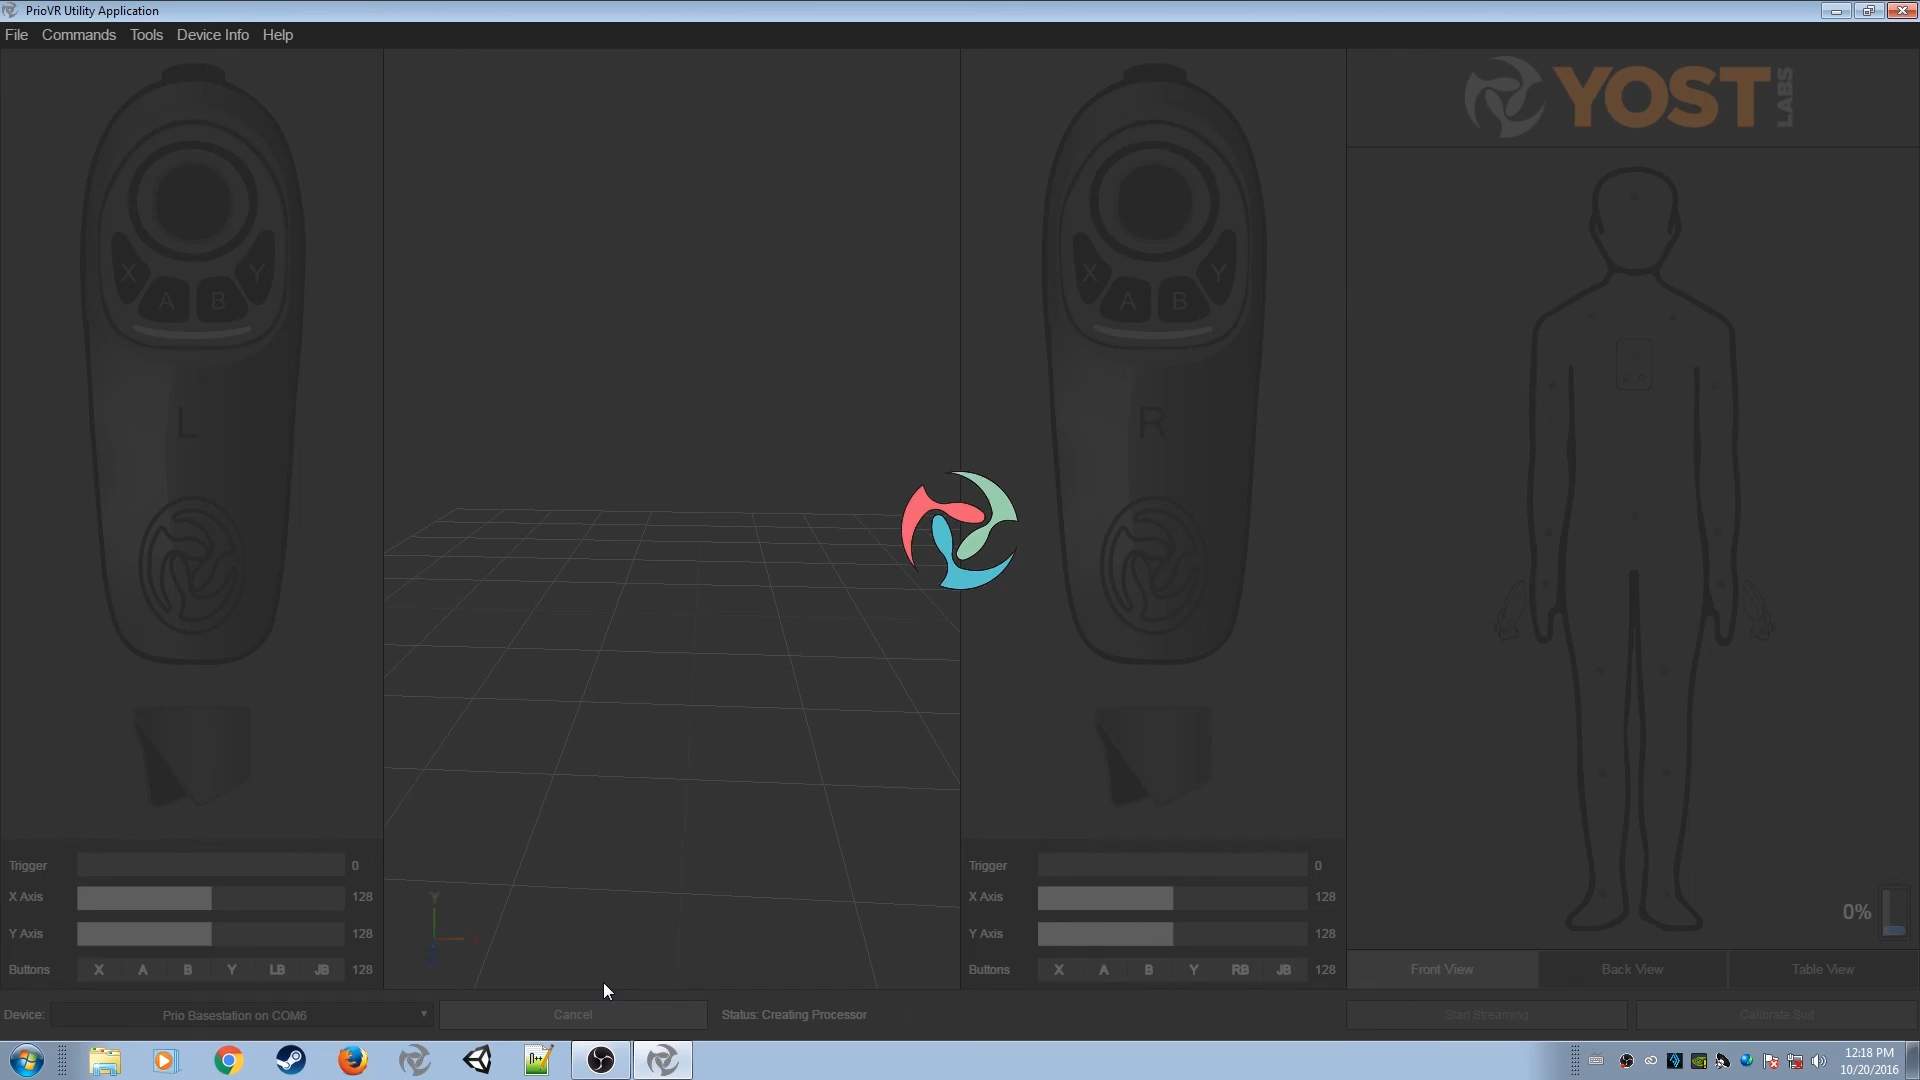 PrioVR Utility Application
File Commands Tools Device Info Help
YOST LABS
X A B Y
L
X A B Y
R
Trigger 0
X Axis 128
Y Axis 128
Buttons X A B Y LB JB 128
Y
Trigger 0
X Axis 128
Y Axis 128
Buttons X A B Y RB JB 128
0%
Front View Back View Table View
Device: Prio Basestation on COM6 Cancel Status: Creating Processor Start Streaming Calibrate Suit
12:18 PM
10/20/2016